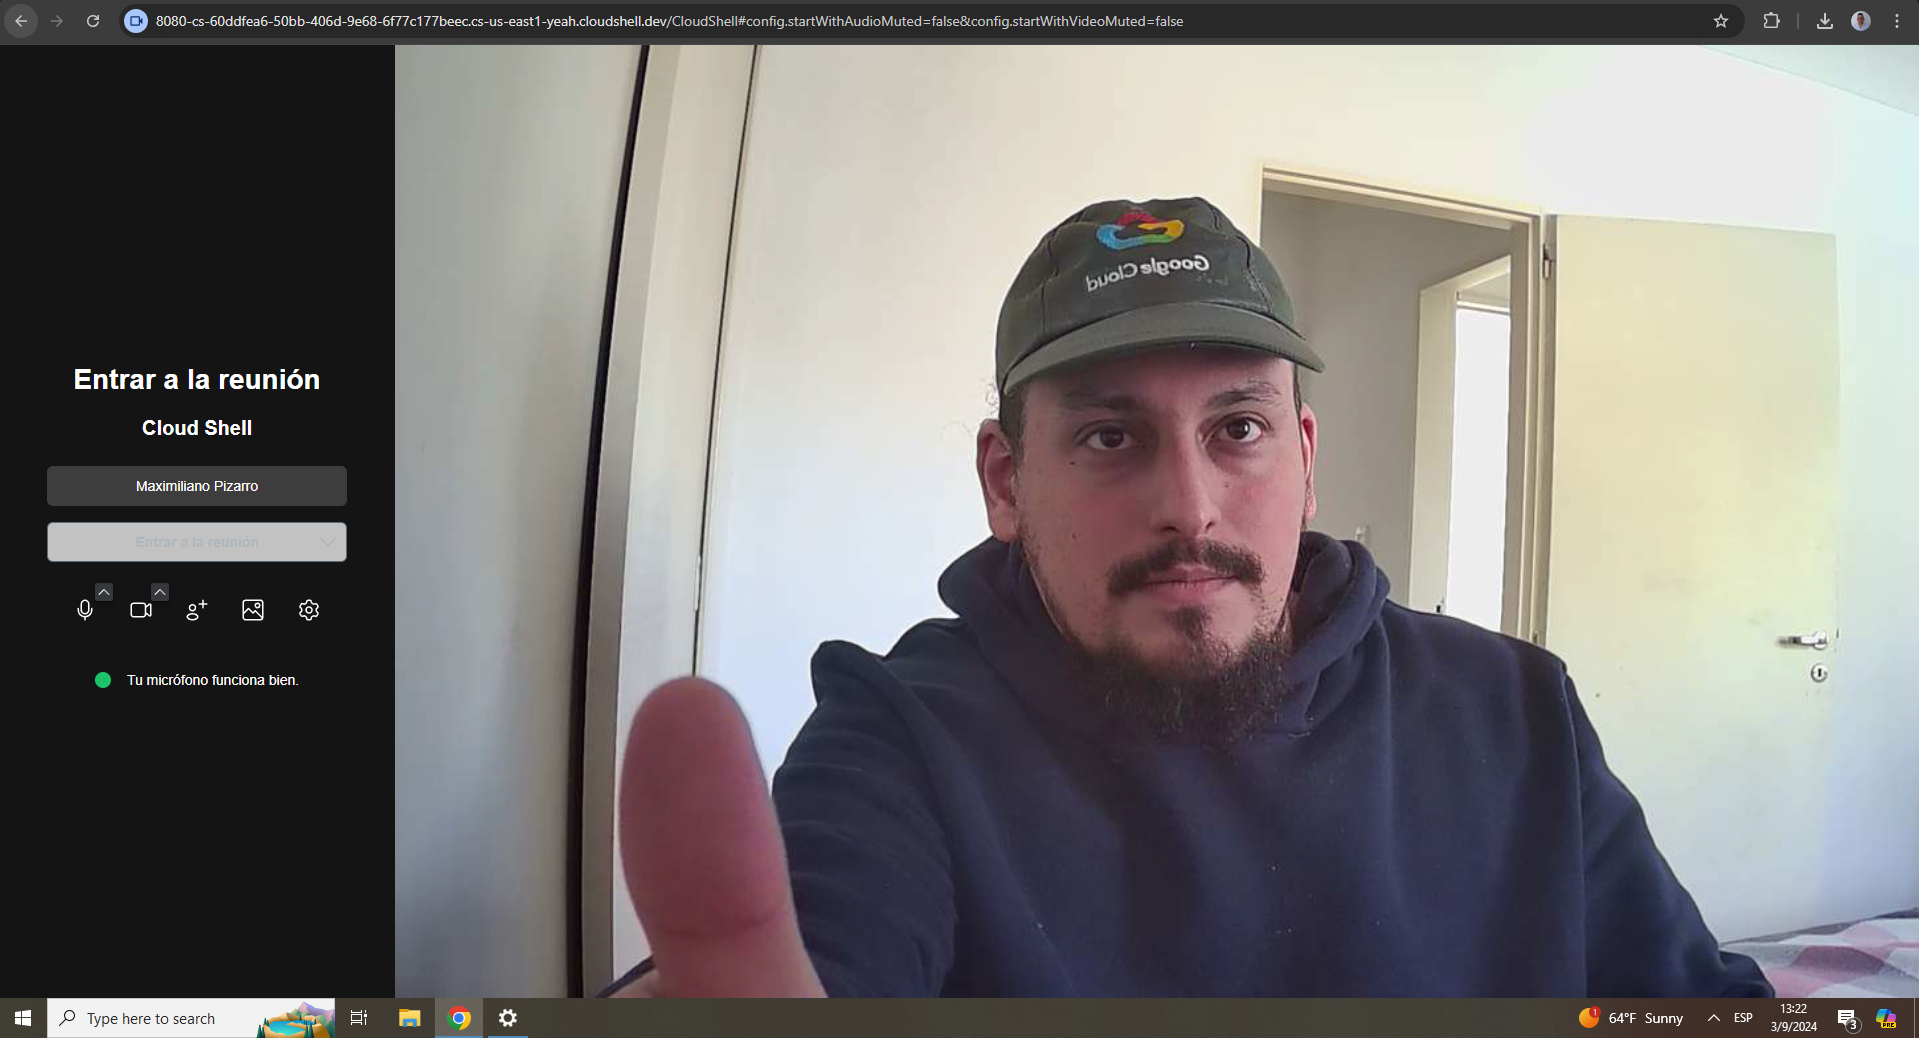 8080-cs-60ddfea6-50bb-406d-9e68-6f77c177beec.cs-us-east1-yeah.cloudshell.dev/CloudShell#config.startWithAudioMuted=false&config.startWithVideoMuted=false
Google Cloud
Entrar a la reunión
Cloud Shell
Maximiliano Pizarro
Entrar a la reunión
Tu micrófono funciona bien.
Type here to search
1
64°F Sunny
ESP
13:22
3/9/2024
3
PRE